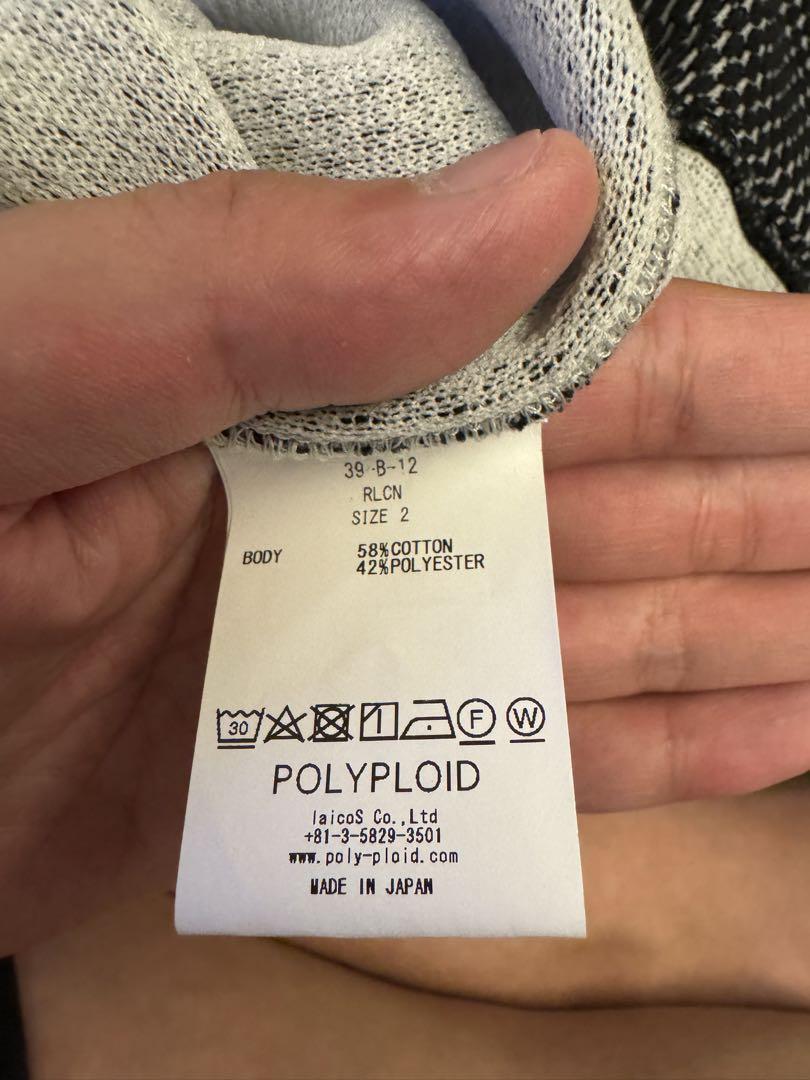 39-B-12
RLCN
SIZE 2
BODY 58%COTTON
42%POLYESTER
30 F W
POLYPLOID
laicoS Co.,Ltd
+81-3-5829-3501
www.poly-ploid.com
MADE IN JAPAN